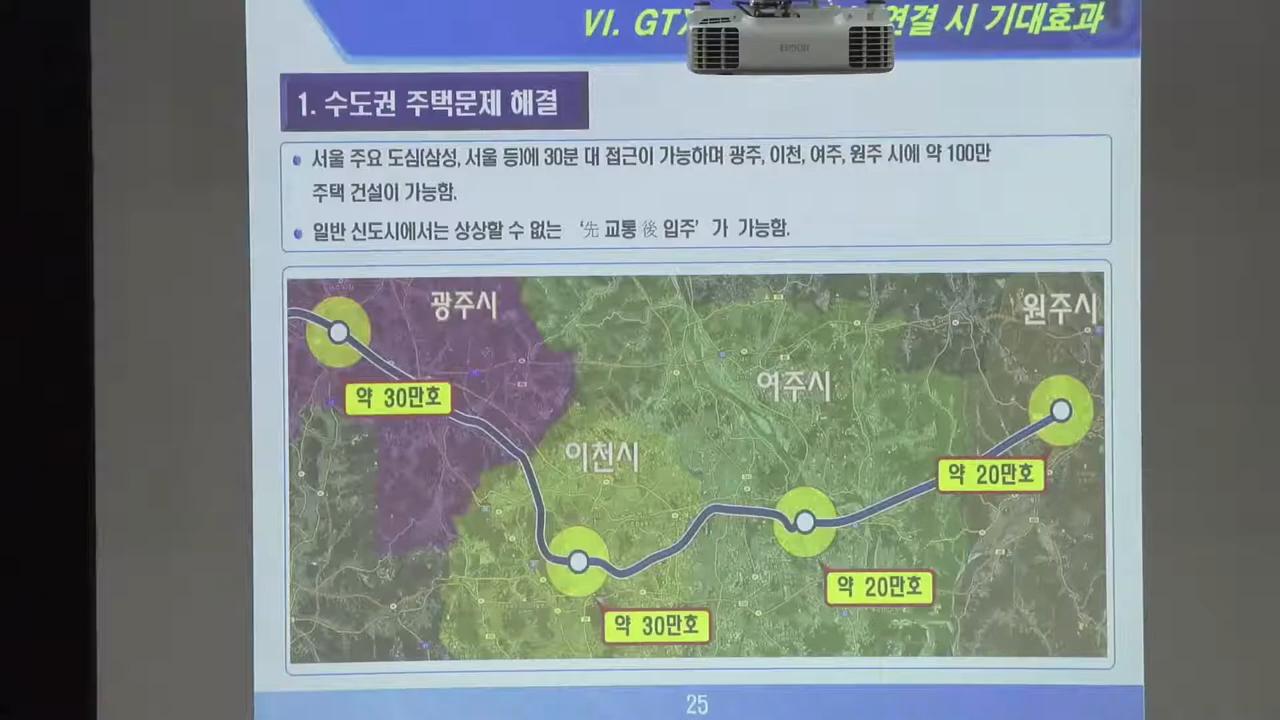 VI. GTX 연결 시 기대효과
EPSON
1. 수도권 주택문제 해결
서울 주요 도심(삼성, 서울 등)에 30분 대 접근이 가능하며 광주, 이천, 여주, 원주 시에 약 100만
주택 건설이 가능함.
일반 신도시에서는 상상할 수 없는 '先 교통 後 입주' 가 가능함.
광주시
원주시
여주시
약 30만호
이천시
약 20만호
약 20만호
약 30만호
25